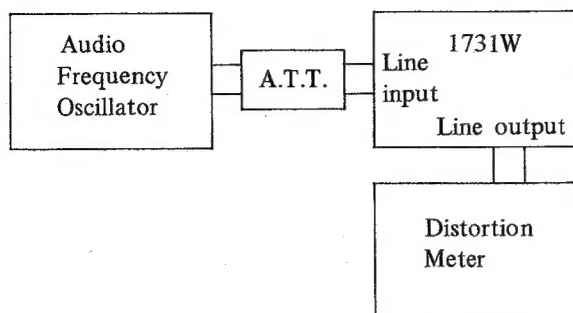 Audio
Frequency
Oscillator
A.T.T.
1731W
Line
input
Line output
Distortion
Meter